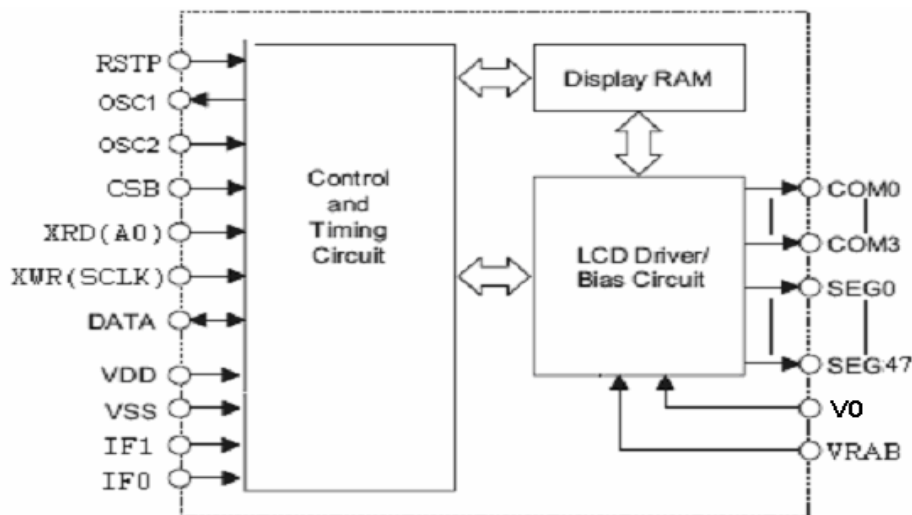 RSTP
OSC1
OSC2
CSB
XRD(A0)
XWR(SCLK)
DATA
VDD
VSS
IF1
IF0
Control
and
Timing
Circuit
Display RAM
LCD Driver/
Bias Circuit
COM0
COM3
SEG0
SEG47
V0
VRAB